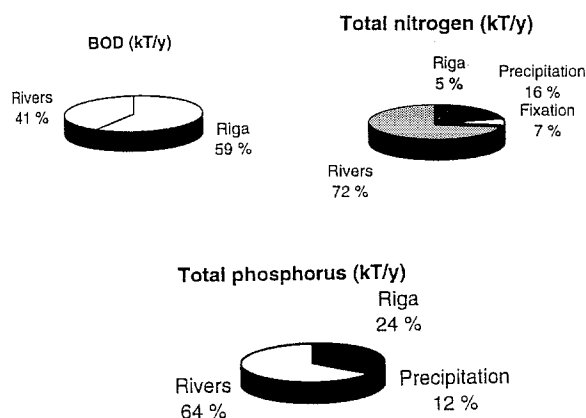 BOD (kT/y)
Rivers
41 %
Riga
59 %
Total nitrogen (kT/y)
Riga
5 %
Precipitation
16 %
Fixation
7 %
Rivers
72 %
Total phosphorus (kT/y)
Riga
24 %
Rivers
64 %
Precipitation
12 %